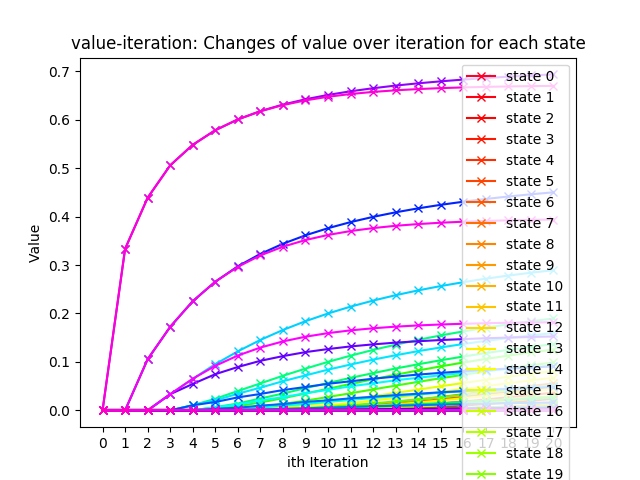 value-iteration: Changes of value over iteration for each state
0.7
0.6
0.5
0.4
0.3
0.2
0.1
0.0
Value
0 1 2 3 4 5 6 7 8 9 10 11 12 13 14 15 16 17 18 19 20
ith Iteration
state 0
state 1
state 2
state 3
state 4
state 5
state 6
state 7
state 8
state 9
state 10
state 11
state 12
state 13
state 14
state 15
state 16
state 17
state 18
state 19